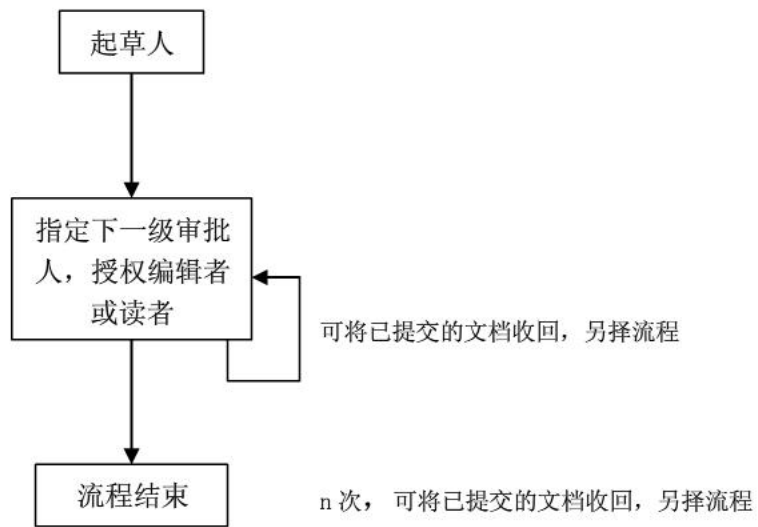 起草人
指定下一级审批
人，授权编辑者
或读者
可将已提交的文档收回，另择流程
流程结束
n 次， 可将已提交的文档收回，另择流程